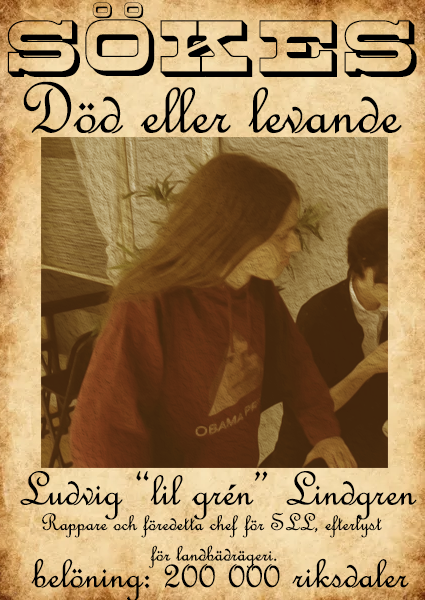 SÖKES
Död eller levande
OBAMA
Ludvig "lil grén" Lindgren
Rappare och föredetta chef för SLL, efterlyst
för landbädrägeri.
belöning: 200 000 riksdaler